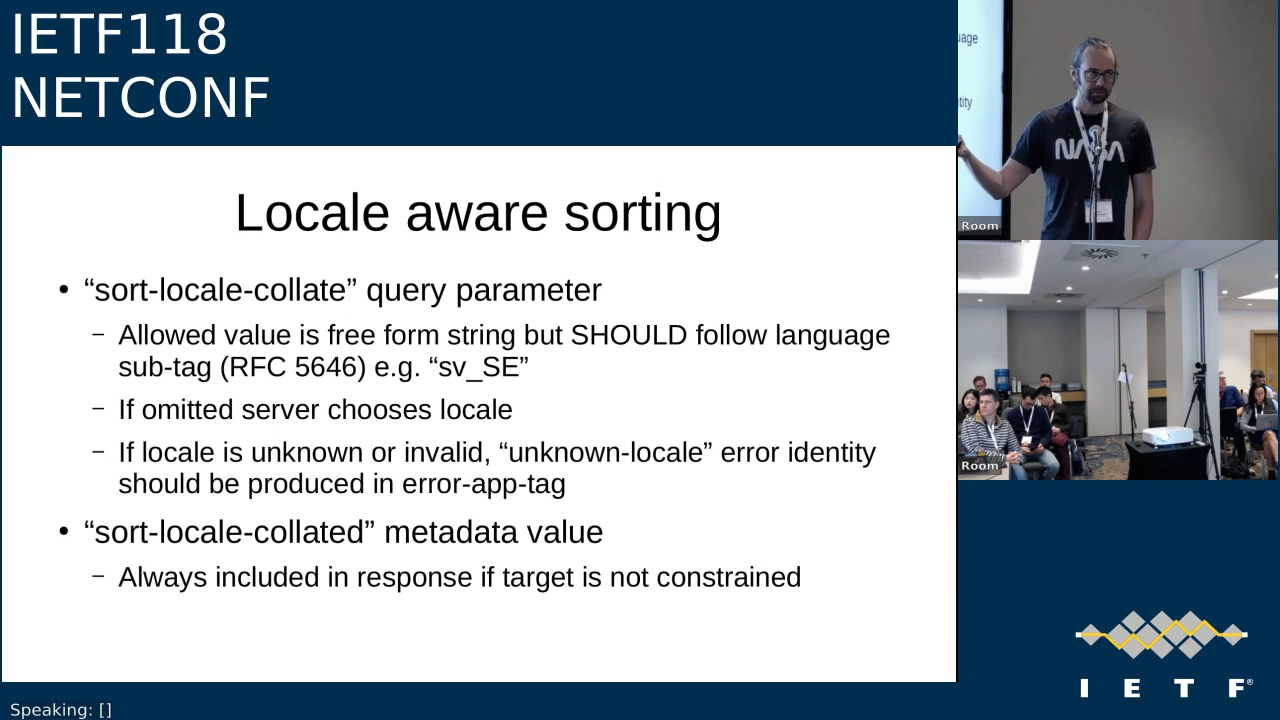 IETF118
NETCONF
Locale aware sorting
• “sort-locale-collate” query parameter
– Allowed value is free form string but SHOULD follow language
sub-tag (RFC 5646) e.g. “sv_SE”
– If omitted server chooses locale
– If locale is unknown or invalid, “unknown-locale” error identity
should be produced in error-app-tag
• “sort-locale-collated” metadata value
– Always included in response if target is not constrained
uage
tity
NASA
Room
Room
I E T F®
Speaking: []